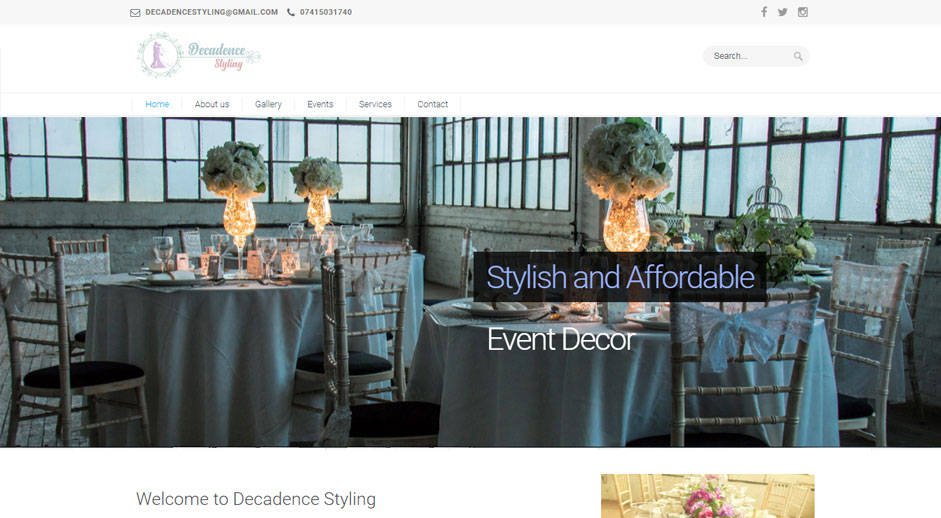 DECADENCESTYLING@GMAIL.COM 07415031740
Decadence
Styling
Search...
Home About us Gallery Events Services Contact
Stylish and Affordable
Event Decor
Welcome to Decadence Styling